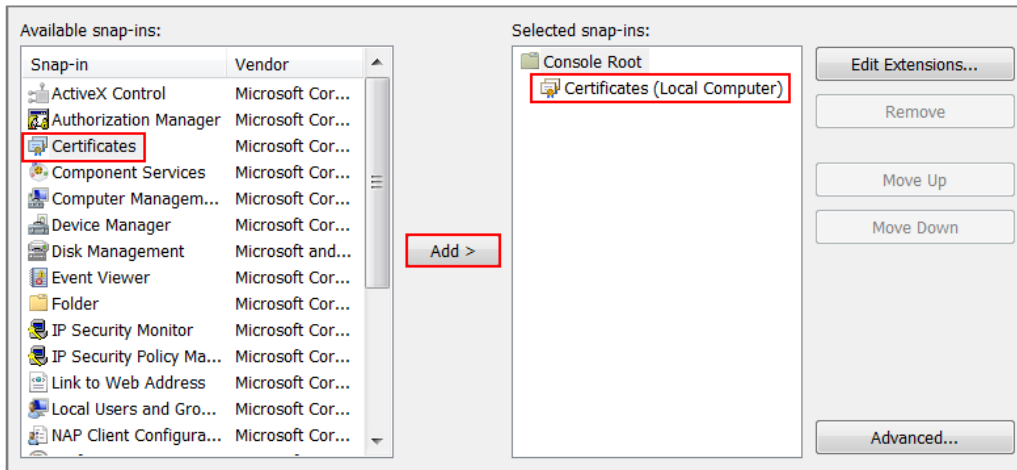 Available snap-ins:
Snap-in Vendor
ActiveX Control Microsoft Cor...
Authorization Manager Microsoft Cor...
Certificates Microsoft Cor...
Component Services Microsoft Cor...
Computer Managem... Microsoft Cor...
Device Manager Microsoft Cor...
Disk Management Microsoft and...
Event Viewer Microsoft Cor...
Folder Microsoft Cor...
IP Security Monitor Microsoft Cor...
IP Security Policy Ma... Microsoft Cor...
Link to Web Address Microsoft Cor...
Local Users and Gro... Microsoft Cor...
NAP Client Configura... Microsoft Cor...
Add >
Selected snap-ins:
Console Root
Certificates (Local Computer)
Edit Extensions...
Remove
Move Up
Move Down
Advanced...